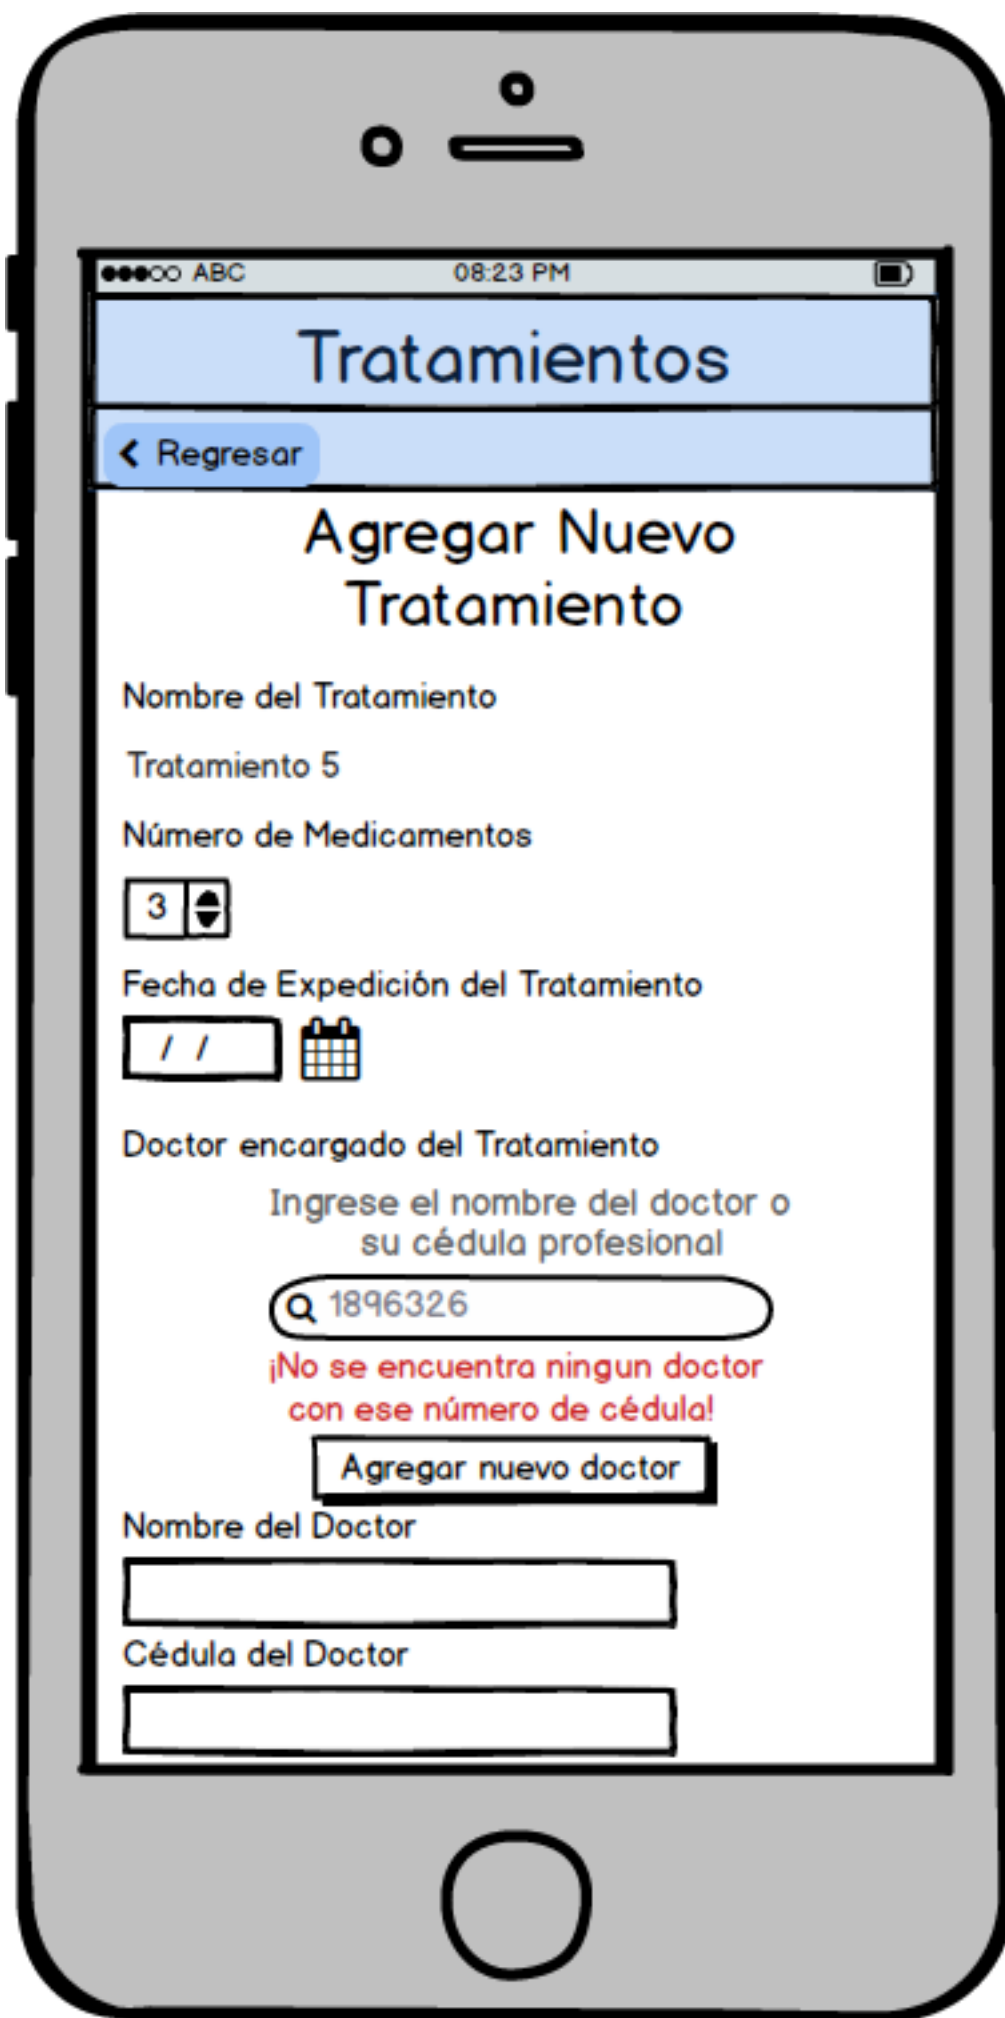 ABC 08:23 PM
Tratamientos
Regresar
Agregar Nuevo
Tratamiento
Nombre del Tratamiento
Tratamiento 5
Número de Medicamentos
3
Fecha de Expedición del Tratamiento
/ /
Doctor encargado del Tratamiento
Ingrese el nombre del doctor o
su cédula profesional
1896326
¡No se encuentra ningun doctor
con ese número de cédula!
Agregar nuevo doctor
Nombre del Doctor
Cédula del Doctor